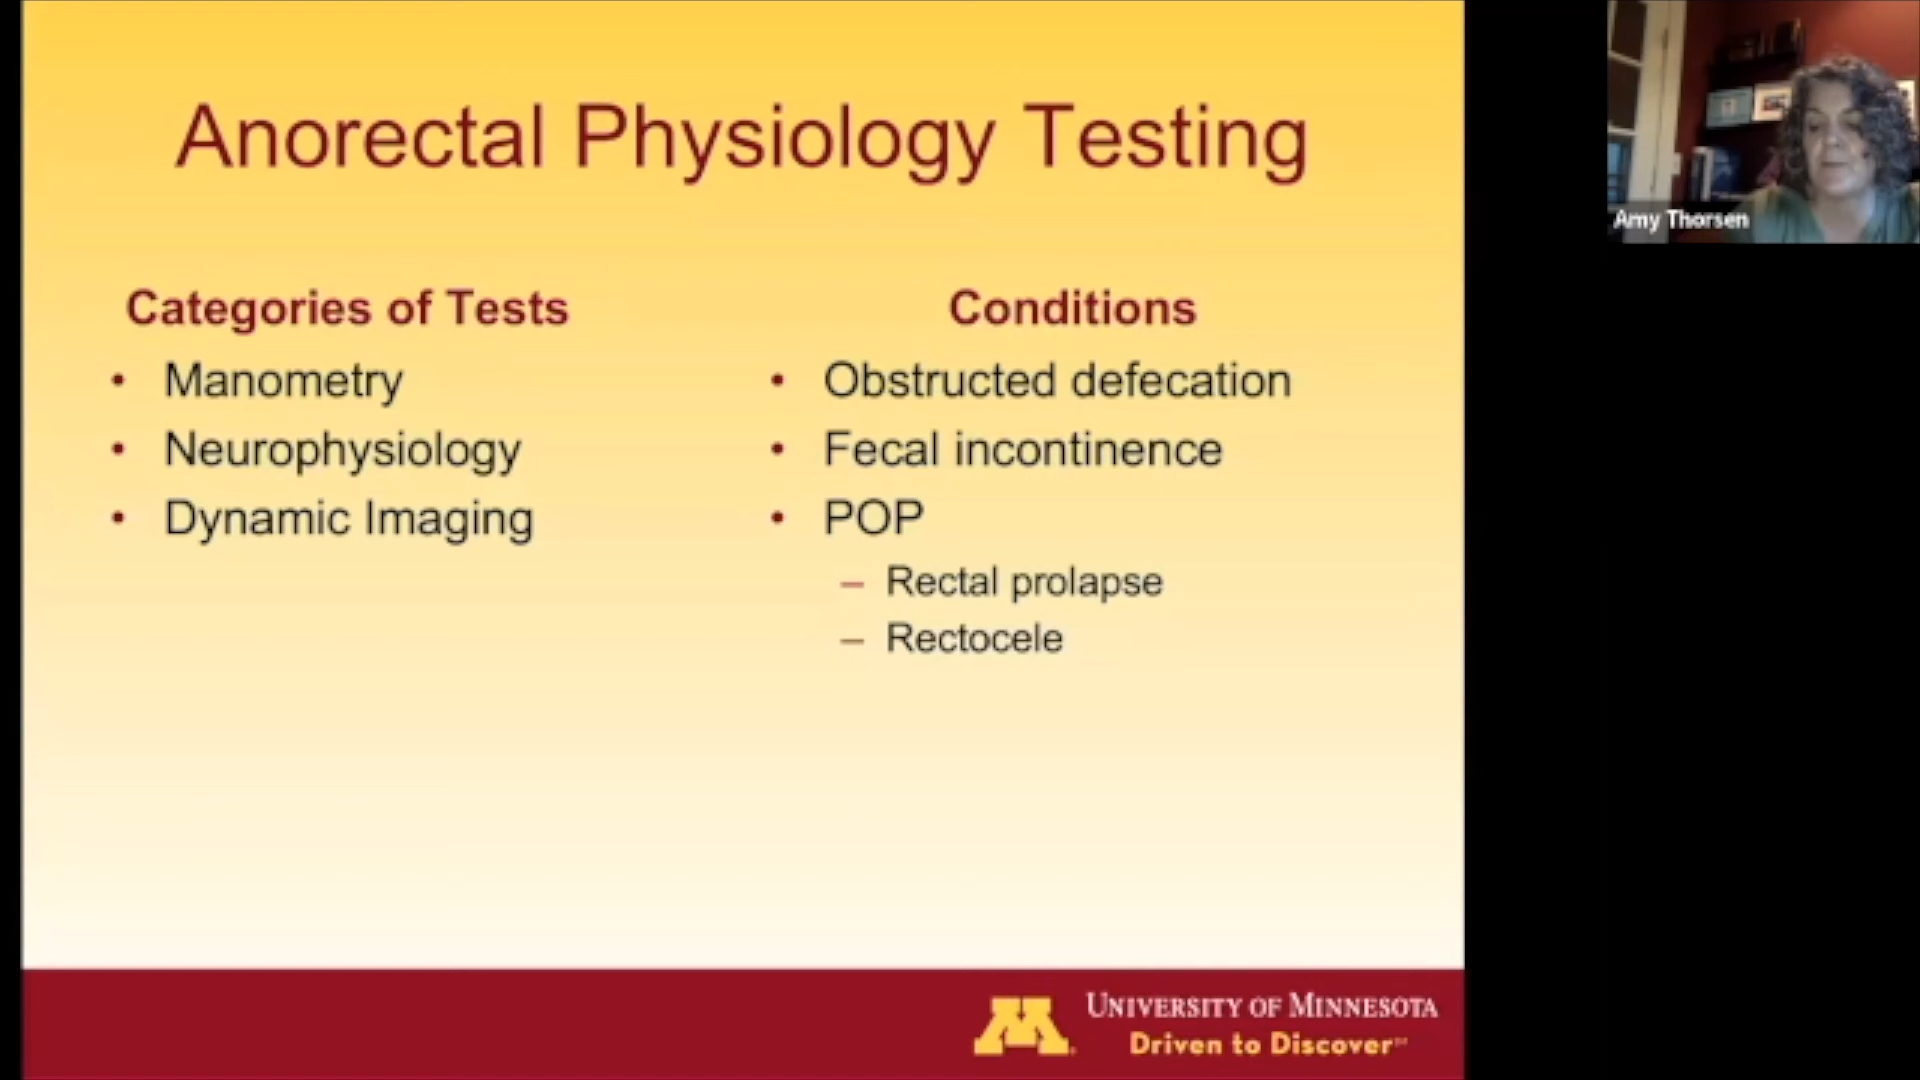 Anorectal Physiology Testing
Categories of Tests
• Manometry
• Neurophysiology
• Dynamic Imaging
Conditions
• Obstructed defecation
• Fecal incontinence
• POP
– Rectal prolapse
– Rectocele
UNIVERSITY OF MINNESOTA
Driven to Discover℠
Amy Thorsen